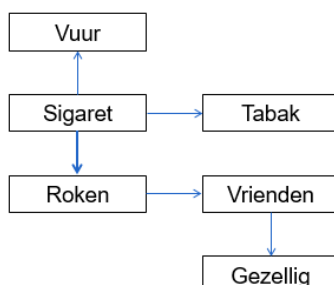 Vuur
Sigaret
Tabak
Roken
Vrienden
Gezellig